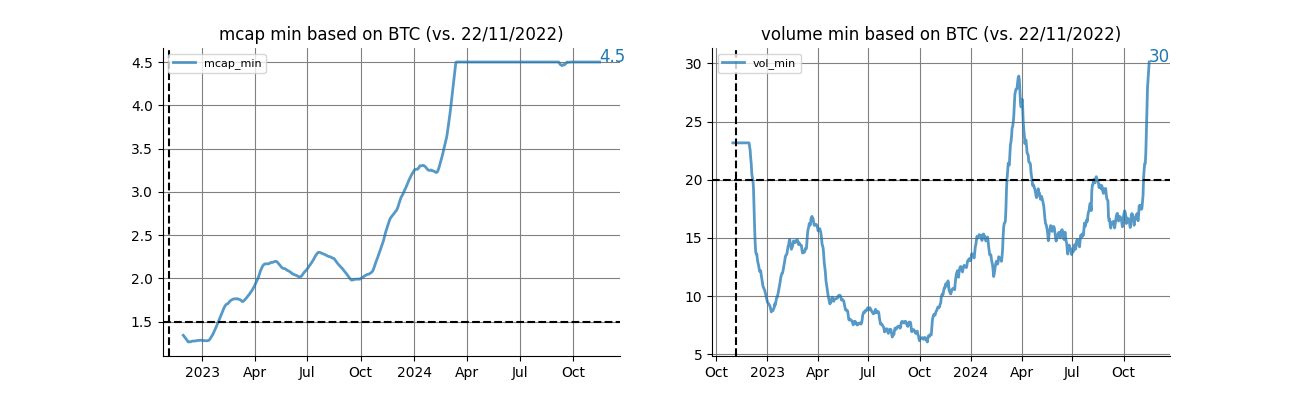 mcap min based on BTC (vs. 22/11/2022)
4.5
mcap_min
4.5
4.0
3.5
3.0
2.5
2.0
1.5
2023 Apr Jul Oct 2024 Apr Jul Oct
volume min based on BTC (vs. 22/11/2022)
30
vol_min
30
25
20
15
10
5
Oct 2023 Apr Jul Oct 2024 Apr Jul Oct